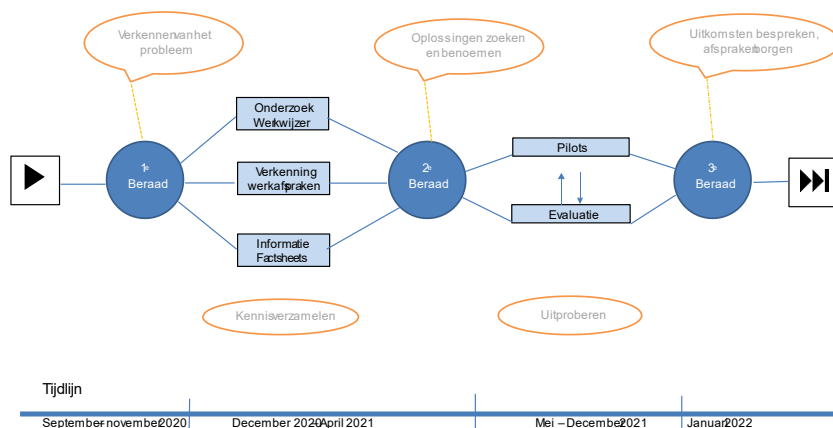 Verkennen van het
probleem
Oplossingen zoeken
en benoemen
Uitkomsten bespreken,
afspraken borgen
Onderzoek
Werkwijzer
1e
Beraad
Verkenning
werkafspraken
Informatie
Factsheets
2e
Beraad
Pilots
Evaluatie
3e
Beraad
Kennis verzamelen
Uitproberen
Tijdlijn
September- november 2020
December 2020-April 2021
Mei – December 2021
Januari 2022